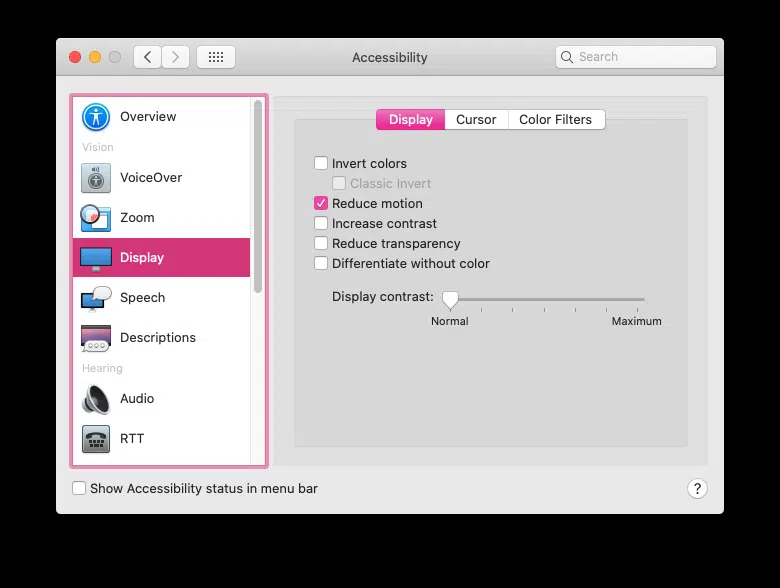 Accessibility
Search
Overview
Vision
VoiceOver
Zoom
Display
Speech
Descriptions
Hearing
Audio
RTT
Display Cursor Color Filters
Invert colors
Classic Invert
Reduce motion
Increase contrast
Reduce transparency
Differentiate without color
Display contrast:
Normal Maximum
Show Accessibility status in menu bar
?